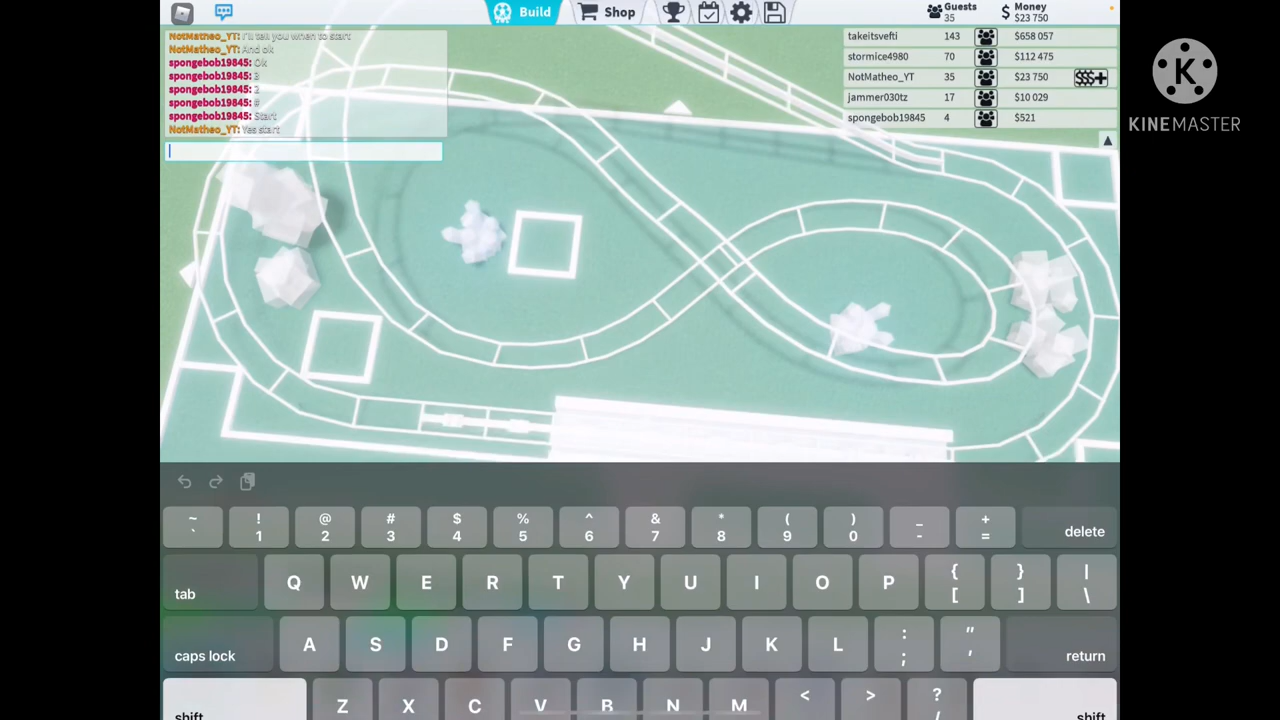 Build
Shop
Guests
35
Money
$23 750
NotMatheo_YT: I'll tell you when to start
NotMatheo_YT: And ok
spongebob19845: Ok
spongebob19845: 3
spongebob19845: 2
spongebob19845: #
spongebob19845: Start
NotMatheo_YT: Yes start
takeitsvefti 143 $658 057
stormice4980 70 $112 475
NotMatheo_YT 35 $23 750 $$$+
jammer030tz 17 $10 029
spongebob19845 4 $521
KINEMASTER
~ ! @ # $ % ^ & * ( ) _ +
` 1 2 3 4 5 6 7 8 9 0 - = delete
tab Q W E R T Y U I O P { [ } ] | \
caps lock A S D F G H J K L : ; " ' return
shift Z X C V B N M < > ? / shift